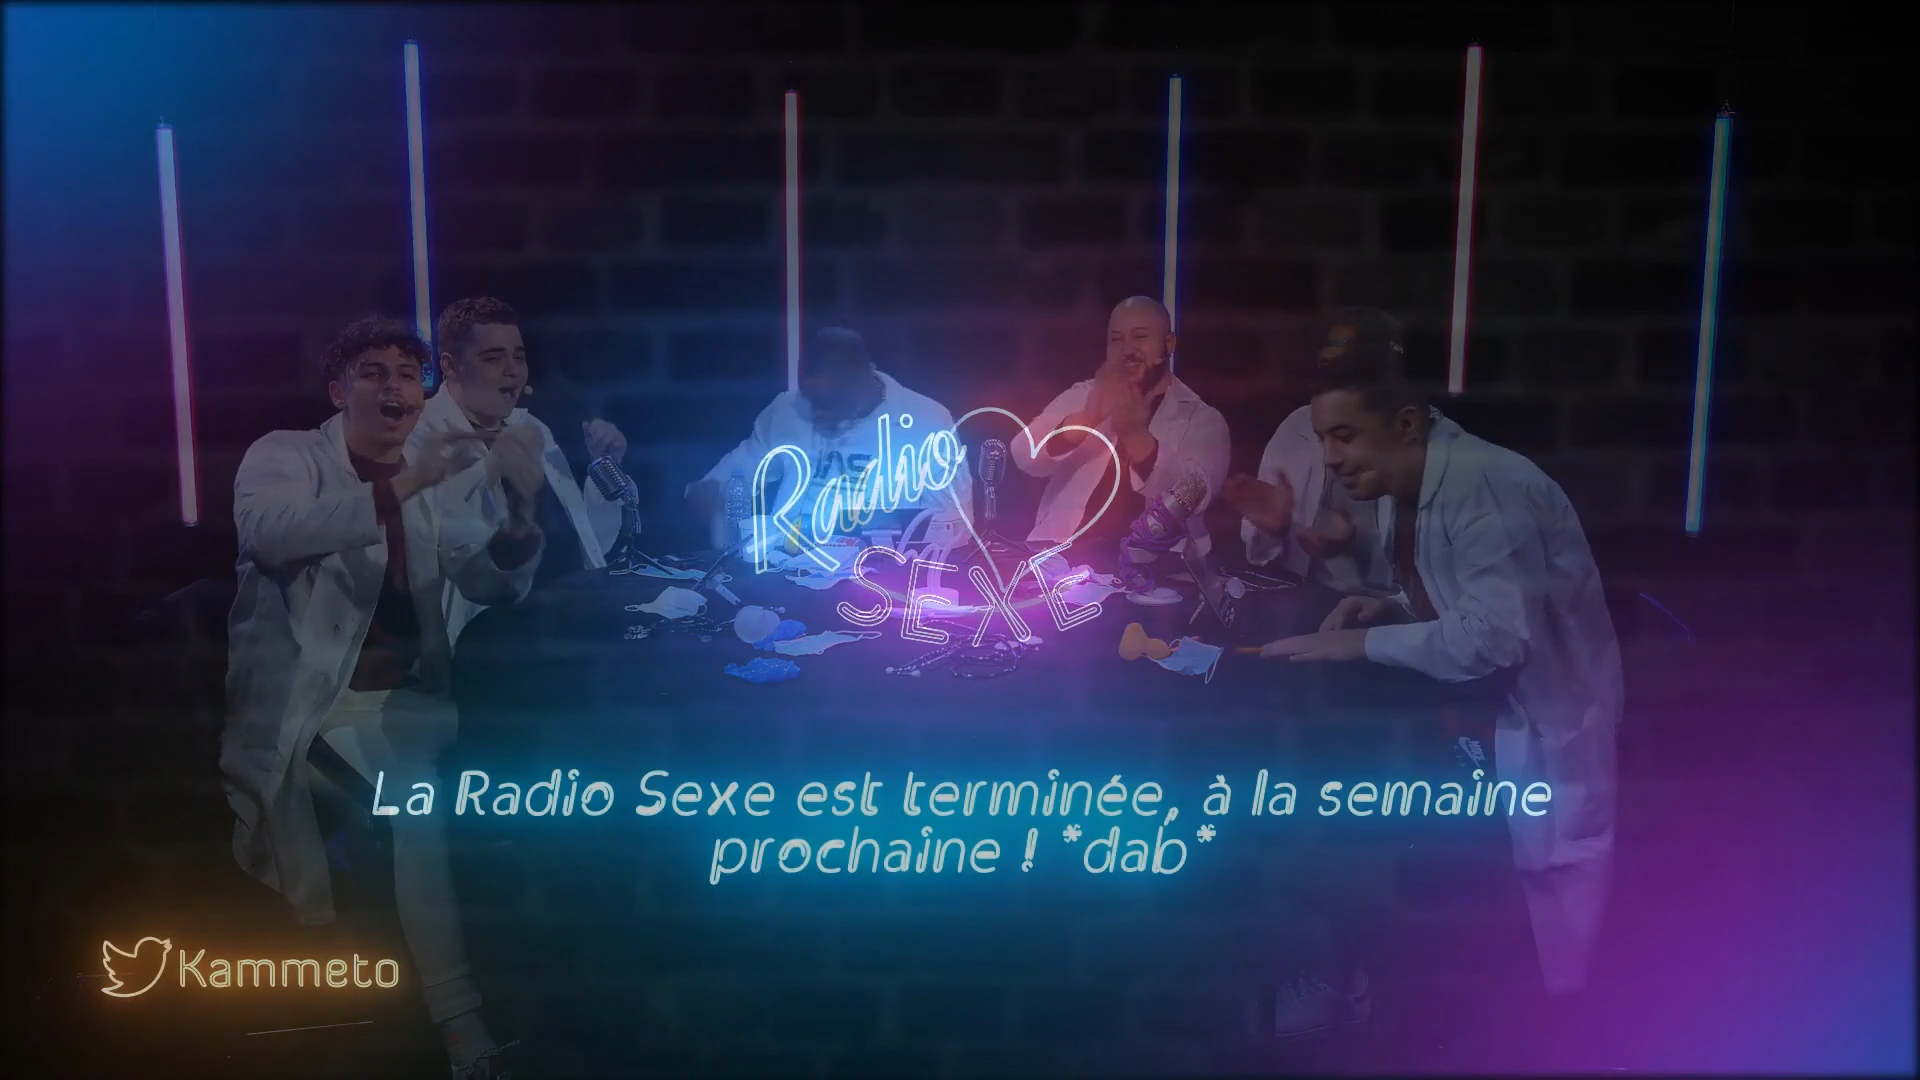 Radio
SEXE
La Radio Sexe est terminée, à la semaine
prochaine ! *dab*
Kammeto